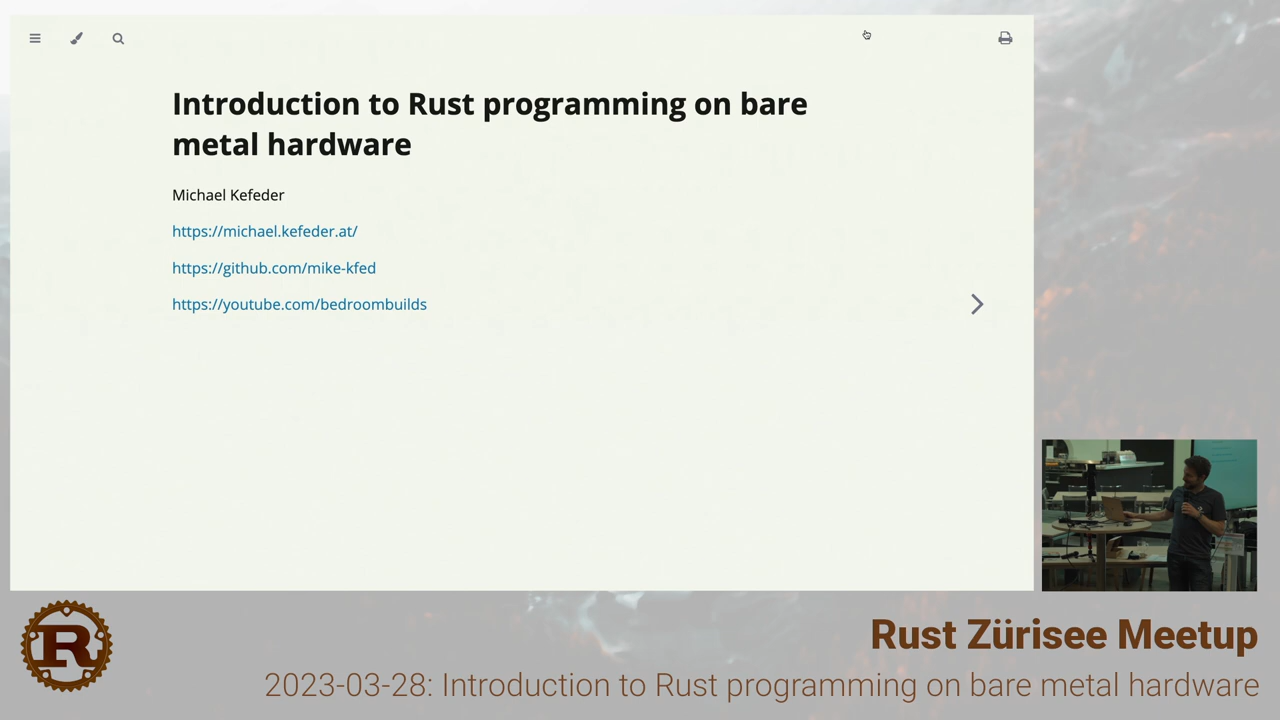 Introduction to Rust programming on bare
metal hardware
Michael Kefeder
https://michael.kefeder.at/
https://github.com/mike-kfed
https://youtube.com/bedroombuilds
R
Rust Zürisee Meetup
2023-03-28: Introduction to Rust programming on bare metal hardware